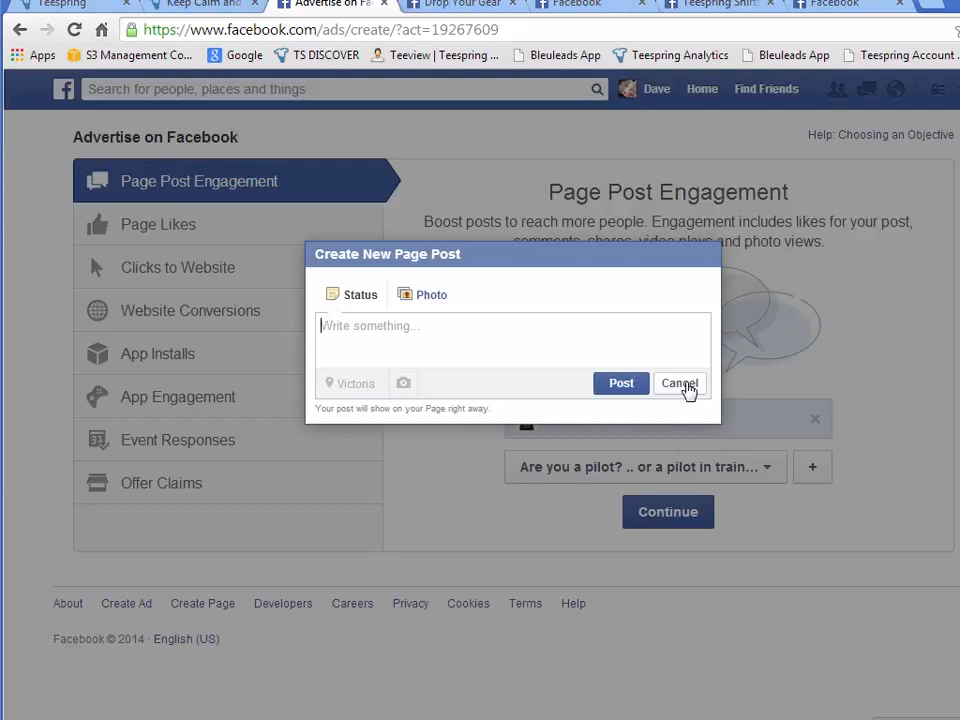 Teespring
Keep Calm and
Advertise on Fa
Drop Your Gear
Facebook
Teespring Shirt
Facebook
https://www.facebook.com/ads/create/?act=19267609
Apps
S3 Management Co...
Google
TS DISCOVER
Teeview | Teespring ...
Bleuleads App
Teespring Analytics
Bleuleads App
Teespring Account
Search for people, places and things
Dave
Home
Find Friends
Advertise on Facebook
Help: Choosing an Objective
Page Post Engagement
Page Likes
Clicks to Website
Website Conversions
App Installs
App Engagement
Event Responses
Offer Claims
Page Post Engagement
Boost posts to reach more people. Engagement includes likes for your post,
comments, shares, video plays and photo views.
Create New Page Post
Status
Photo
Write something...
Victoria
Post
Cancel
Your post will show on your Page right away.
Are you a pilot? .. or a pilot in train...
+
Continue
About
Create Ad
Create Page
Developers
Careers
Privacy
Cookies
Terms
Help
Facebook © 2014 · English (US)